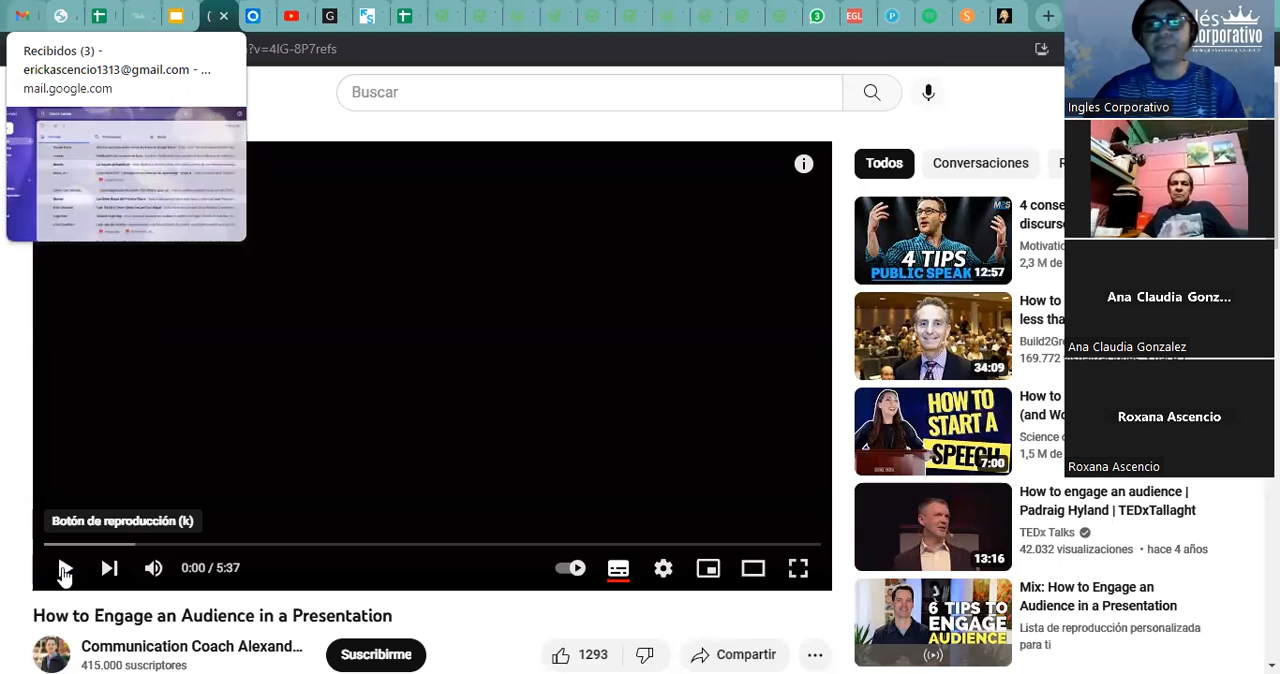 Recibidos (3) -
erickascencio1313@gmail.com - ...
mail.google.com
?v=4lG-8P7refs
Buscar
Todos
Conversaciones
Botón de reproducción (k)
0:00 / 5:37
How to Engage an Audience in a Presentation
Communication Coach Alexand...
415.000 suscriptores
Suscribirme
1293
Compartir
4 TIPS
PUBLIC SPEAK
12:57
4 conse
discurs
Motivatio
2,3 M de
34:09
How to
less tha
Build2Gr
169.772
HOW TO
START A
SPEECH
7:00
How to
(and Wo
Science o
1,5 M de
13:16
How to engage an audience |
Padraig Hyland | TEDxTallaght
TEDx Talks
42.032 visualizaciones • hace 4 años
6 TIPS TO
ENGAGE
AUDIENCE
Mix: How to Engage an
Audience in a Presentation
Lista de reproducción personalizada
para ti
lés
Corporativo
Ingles Corporativo
Ana Claudia Gonz...
Ana Claudia Gonzalez
Roxana Ascencio
Roxana Ascencio